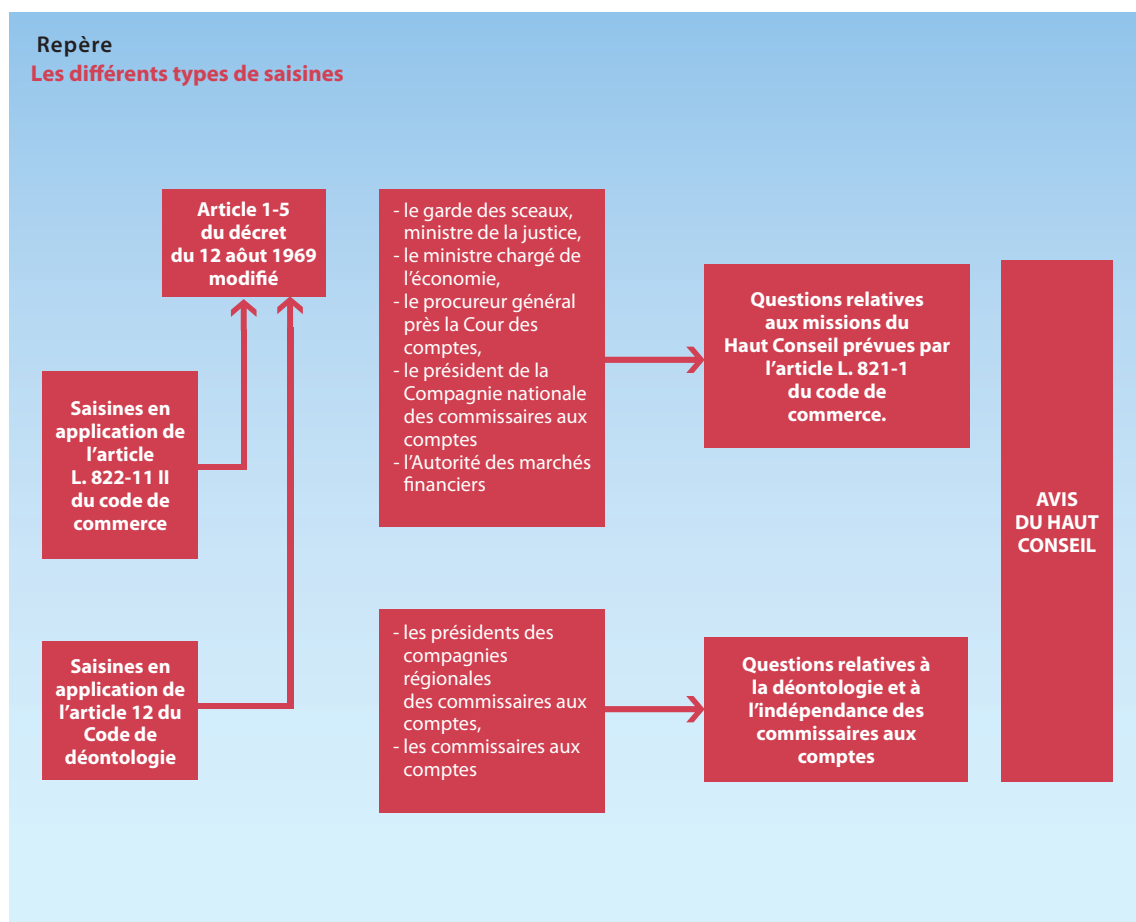 Repère
Les différents types de saisines
Article 1-5
du décret
du 12 aôut 1969
modifié
Saisines en
application de
l'article
L. 822-11 II
du code de
commerce
Saisines en
application de
l'article 12 du
Code de
déontologie
- le garde des sceaux,
ministre de la justice,
- le ministre chargé de
l'économie,
- le procureur général
près la Cour des
comptes,
- le président de la
Compagnie nationale
des commissaires aux
comptes
- l'Autorité des marchés
financiers
- les présidents des
compagnies
régionales
des commissaires aux
comptes,
- les commissaires aux
comptes
Questions relatives
aux missions du
Haut Conseil prévues par
l'article L. 821-1
du code de
commerce.
Questions relatives à
la déontologie et à
l'indépendance des
commissaires aux
comptes
AVIS
DU HAUT
CONSEIL